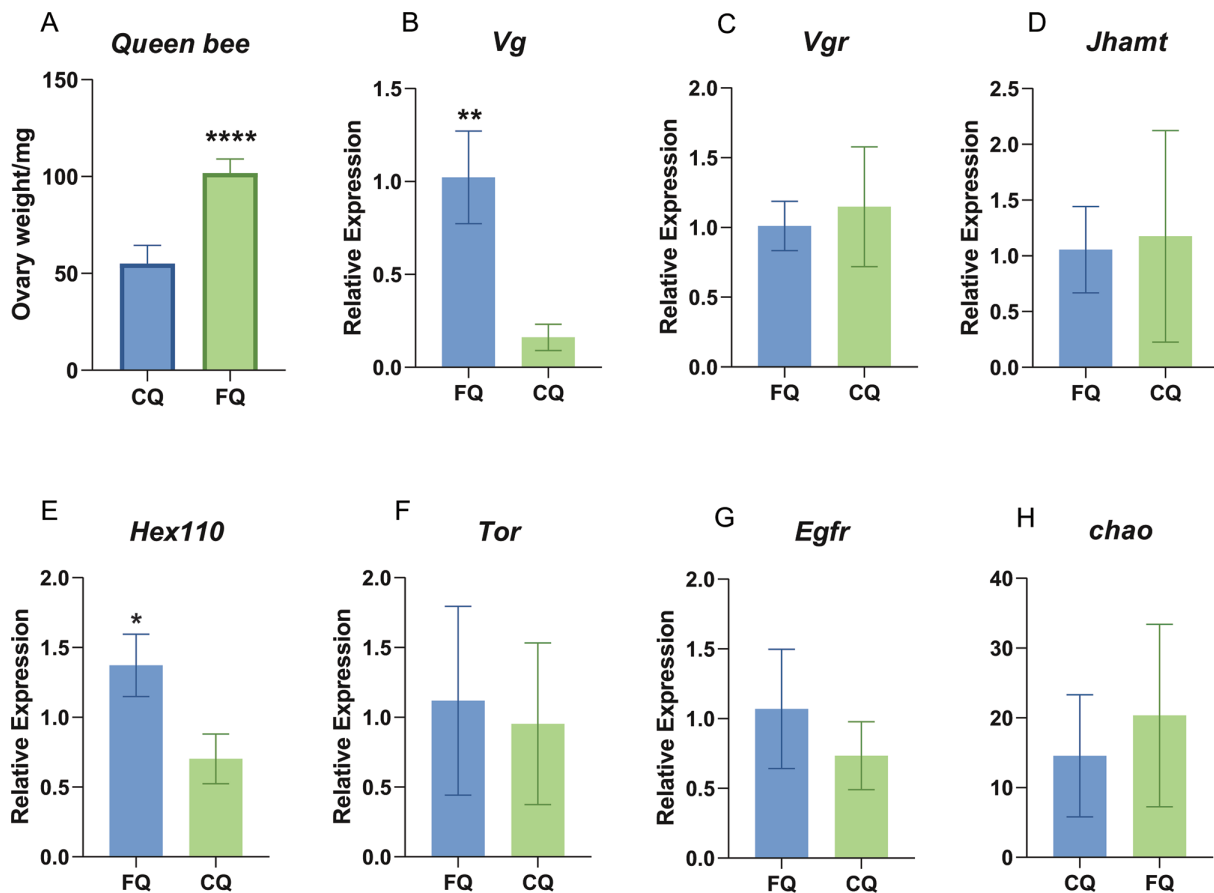 A
Queen bee
Ovary weight/mg
150
100
50
0
****
CQ
FQ
B
Vg
Relative Expression
1.5
1.0
0.5
0.0
**
FQ
CQ
C
Vgr
Relative Expression
2.0
1.5
1.0
0.5
0.0
FQ
CQ
D
Jhamt
Relative Expression
2.5
2.0
1.5
1.0
0.5
0.0
FQ
CQ
E
Hex110
Relative Expression
2.0
1.5
1.0
0.5
0.0
*
FQ
CQ
F
Tor
Relative Expression
2.0
1.5
1.0
0.5
0.0
FQ
CQ
G
Egfr
Relative Expression
2.0
1.5
1.0
0.5
0.0
FQ
CQ
H
chao
40
30
20
10
0
CQ
FQ